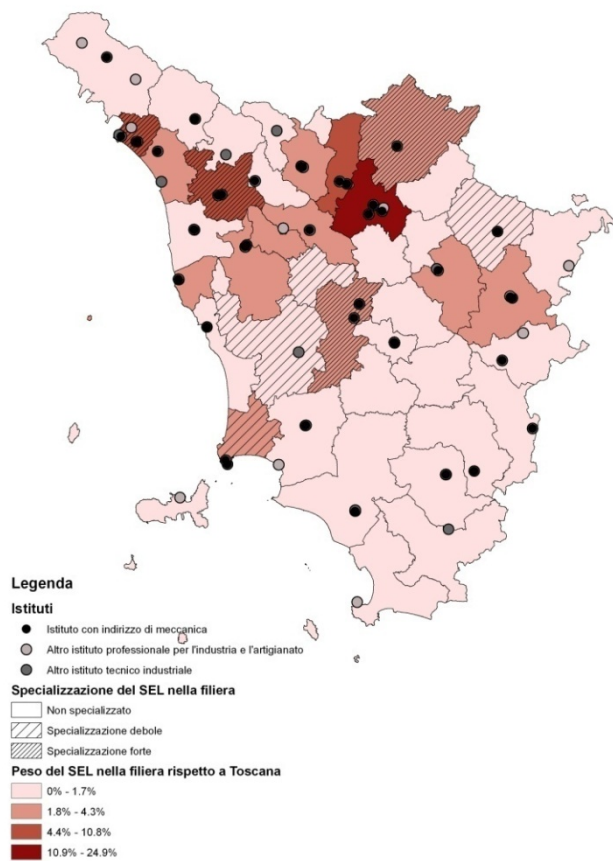 Legenda
Istituti
Istituto con indirizzo di meccanica
Altro istituto professionale per l'industria e l'artigianato
Altro istituto tecnico industriale
Specializzazione del SEL nella filiera
Non specializzato
Specializzazione debole
Specializzazione forte
Peso del SEL nella filiera rispetto a Toscana
0% - 1.7%
1.8% - 4.3%
4.4% - 10.8%
10.9% - 24.9%